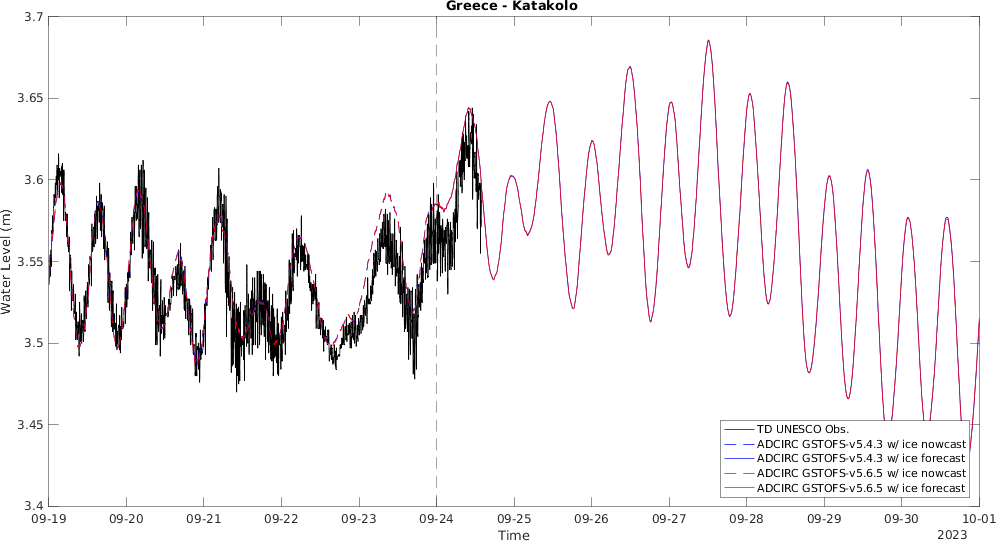 Greece - Katakolo
3.7
3.65
3.6
3.55
3.5
3.45
3.4
Water Level (m)
TD UNESCO Obs.
ADCIRC GSTOFS-v5.4.3 w/ ice nowcast
ADCIRC GSTOFS-v5.4.3 w/ ice forecast
ADCIRC GSTOFS-v5.6.5 w/ ice nowcast
ADCIRC GSTOFS-v5.6.5 w/ ice forecast
09-19 09-20 09-21 09-22 09-23 09-24 09-25 09-26 09-27 09-28 09-29 09-30 10-01
Time
2023